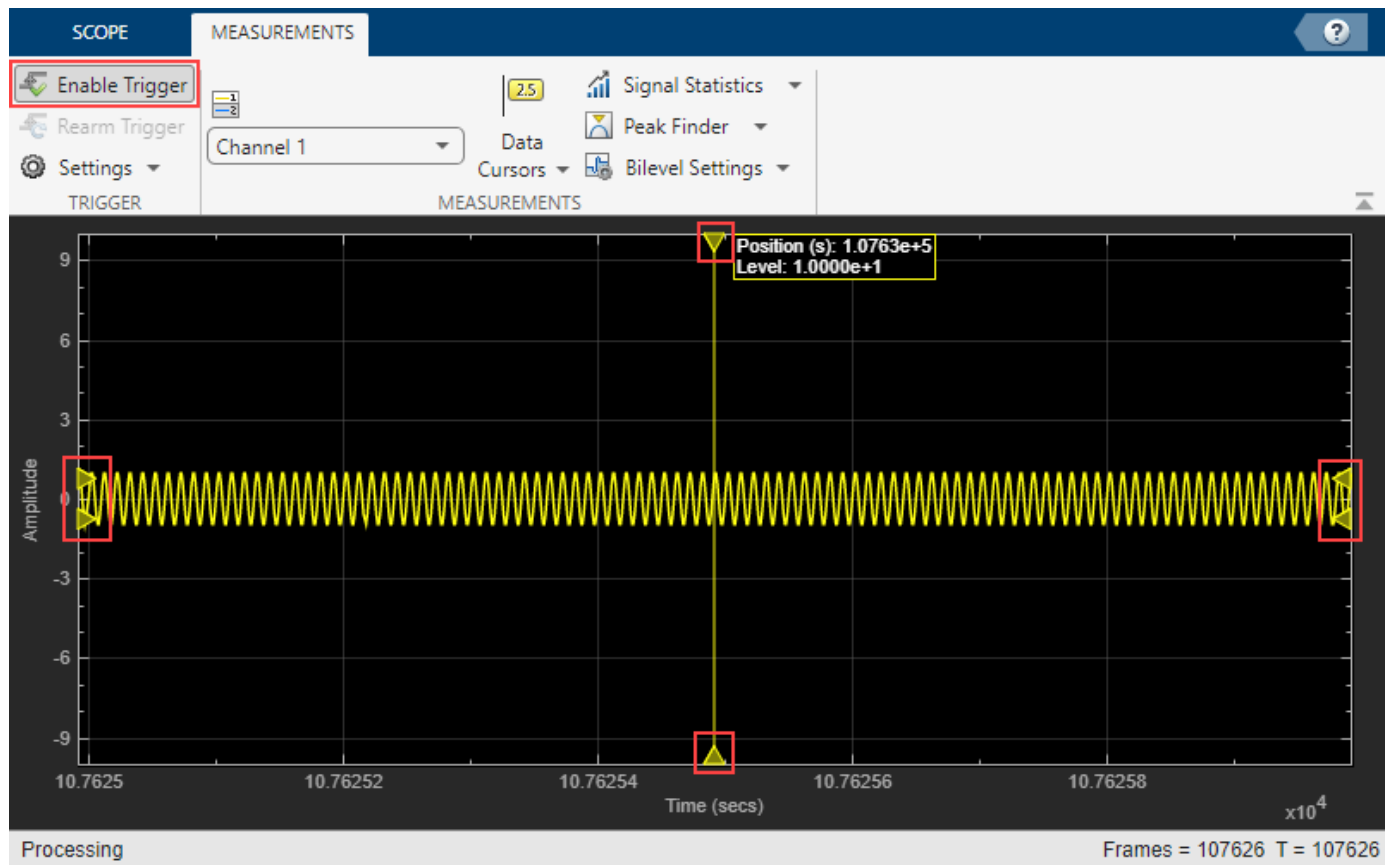 SCOPE
MEASUREMENTS
?
Enable Trigger
Rearm Trigger
Settings
TRIGGER
1
2
Channel 1
2.5
Data
Cursors
Signal Statistics
Peak Finder
Bilevel Settings
MEASUREMENTS
Position (s): 1.0763e+5
Level: 1.0000e+1
9
6
3
0
-3
-6
-9
Amplitude
10.7625
10.76252
10.76254
10.76256
10.76258
Time (secs)
x10^4
Processing
Frames = 107626 T = 107626